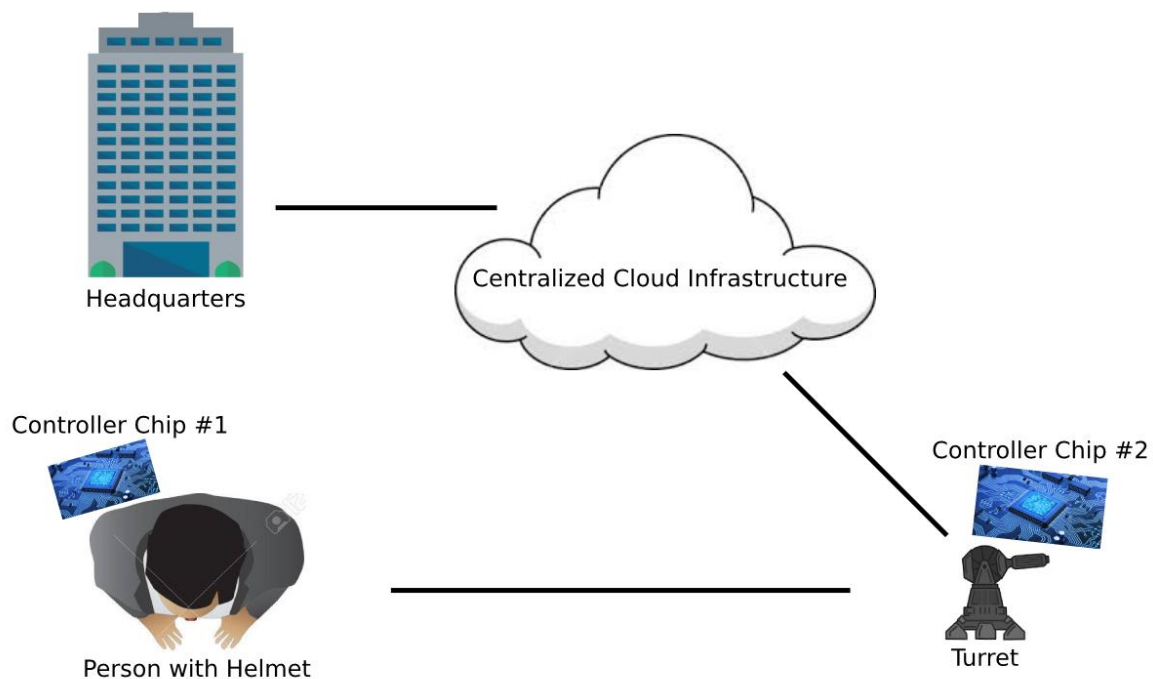 Headquarters
Centralized Cloud Infrastructure
Controller Chip #1
Controller Chip #2
Person with Helmet
Turret